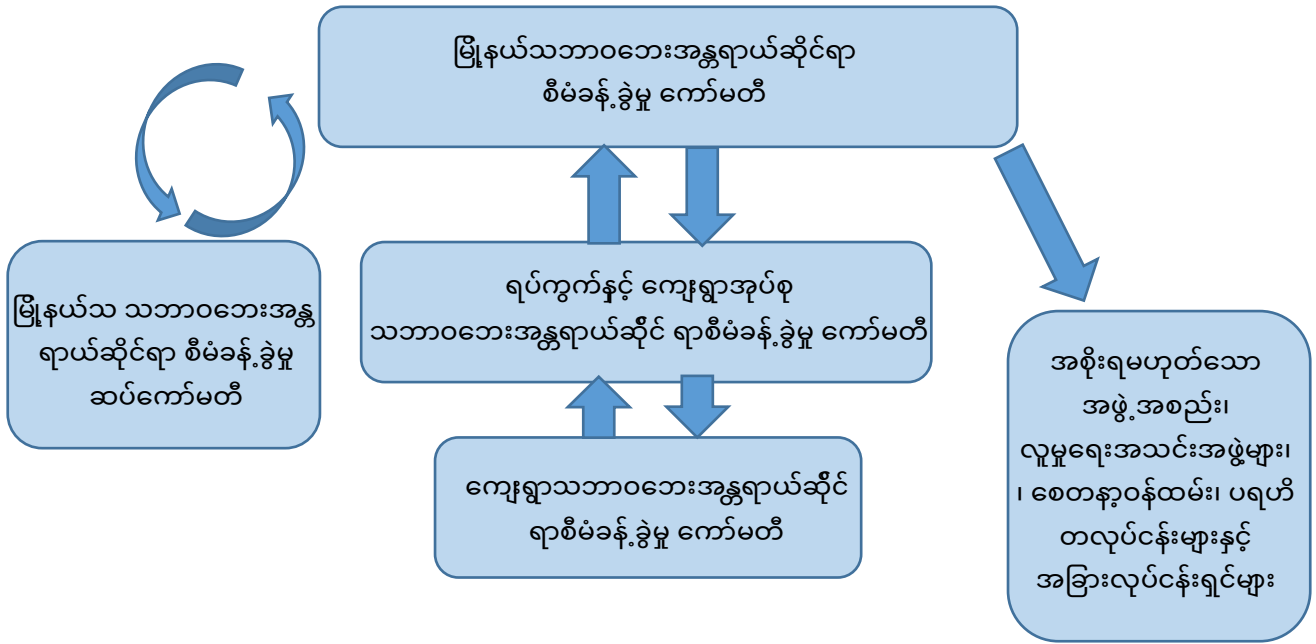 မြို့နယ်သဘာဝဘေးအန္တရာယ်ဆိုင်ရာ
စီမံခန့်ခွဲမှု ကော်မတီ
မြို့နယ်သ သဘာဝဘေးအန္တ
ရာယ်ဆိုင်ရာ စီမံခန့်ခွဲမှု
ဆပ်ကော်မတီ
ရပ်ကွက်နှင့် ကျေးရွာအုပ်စု
သဘာဝဘေးအန္တရာယ်ဆိုင် ရာစီမံခန့်ခွဲမှု ကော်မတီ
ကျေးရွာသဘာဝဘေးအန္တရာယ်ဆိုင်
ရာစီမံခန့်ခွဲမှု ကော်မတီ
အစိုးရမဟုတ်သော
အဖွဲ့အစည်း၊
လူမှုရေးအသင်းအဖွဲ့များ၊
၊ စေတနာ့ဝန်ထမ်း၊ ပရဟိ
တလုပ်ငန်းများနှင့်
အခြားလုပ်ငန်းရှင်များ